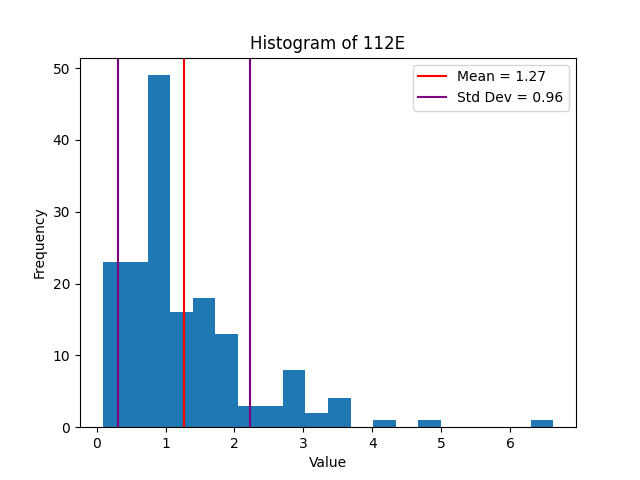 Histogram of 112E
Mean = 1.27
Std Dev = 0.96
50
40
30
20
10
0
Frequency
0 1 2 3 4 5 6
Value